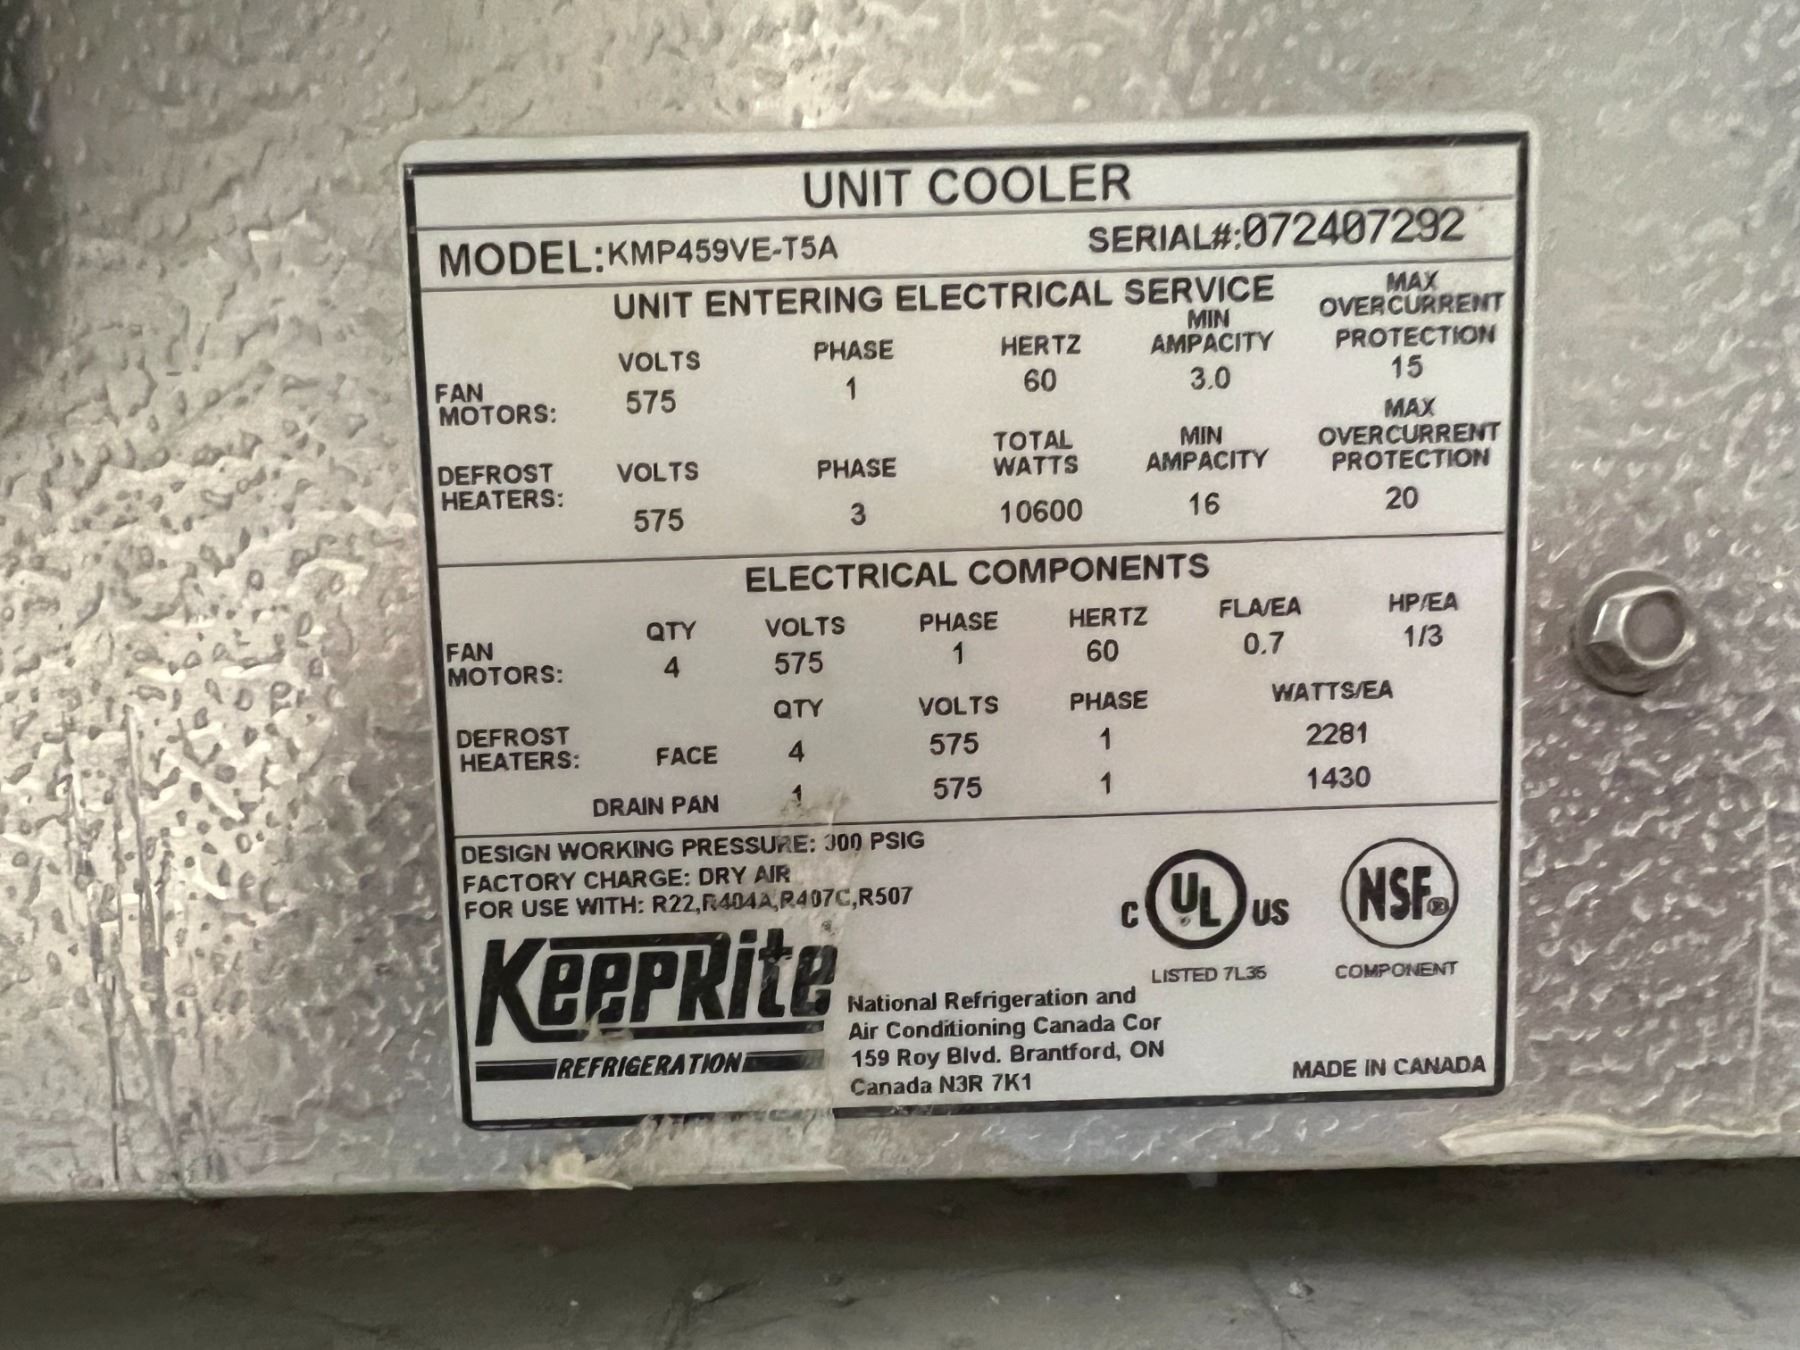 UNIT COOLER
MODEL:KMP459VE-T5A SERIAL#:072407292
UNIT ENTERING ELECTRICAL SERVICE
VOLTS PHASE HERTZ MIN AMPACITY MAX OVERCURRENT PROTECTION
FAN MOTORS: 575 1 60 3.0 15
DEFROST HEATERS: VOLTS PHASE TOTAL WATTS MIN AMPACITY MAX OVERCURRENT PROTECTION
575 3 10600 16 20
ELECTRICAL COMPONENTS
QTY VOLTS PHASE HERTZ FLA/EA HP/EA
FAN MOTORS: 4 575 1 60 0.7 1/3
QTY VOLTS PHASE WATTS/EA
DEFROST HEATERS: FACE 4 575 1 2281
DRAIN PAN 1 575 1 1430
DESIGN WORKING PRESSURE: 300 PSIG
FACTORY CHARGE: DRY AIR
FOR USE WITH: R22,R404A,R407C,R507
KeepRite
REFRIGERATION
National Refrigeration and
Air Conditioning Canada Cor
159 Roy Blvd. Brantford, ON
Canada N3R 7K1
C UL US
LISTED 7L35
NSF®
COMPONENT
MADE IN CANADA